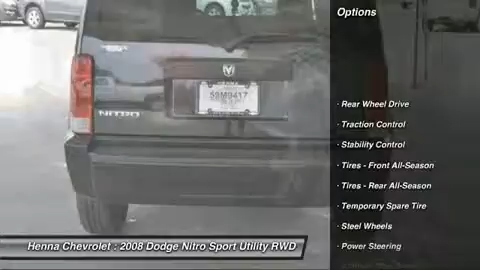 Options
NITRO
· Rear Wheel Drive
· Traction Control
· Stability Control
· Tires - Front All-Season
· Tires - Rear All-Season
· Temporary Spare Tire
· Steel Wheels
· Power Steering
Henna Chevrolet : 2008 Dodge Nitro Sport Utility RWD